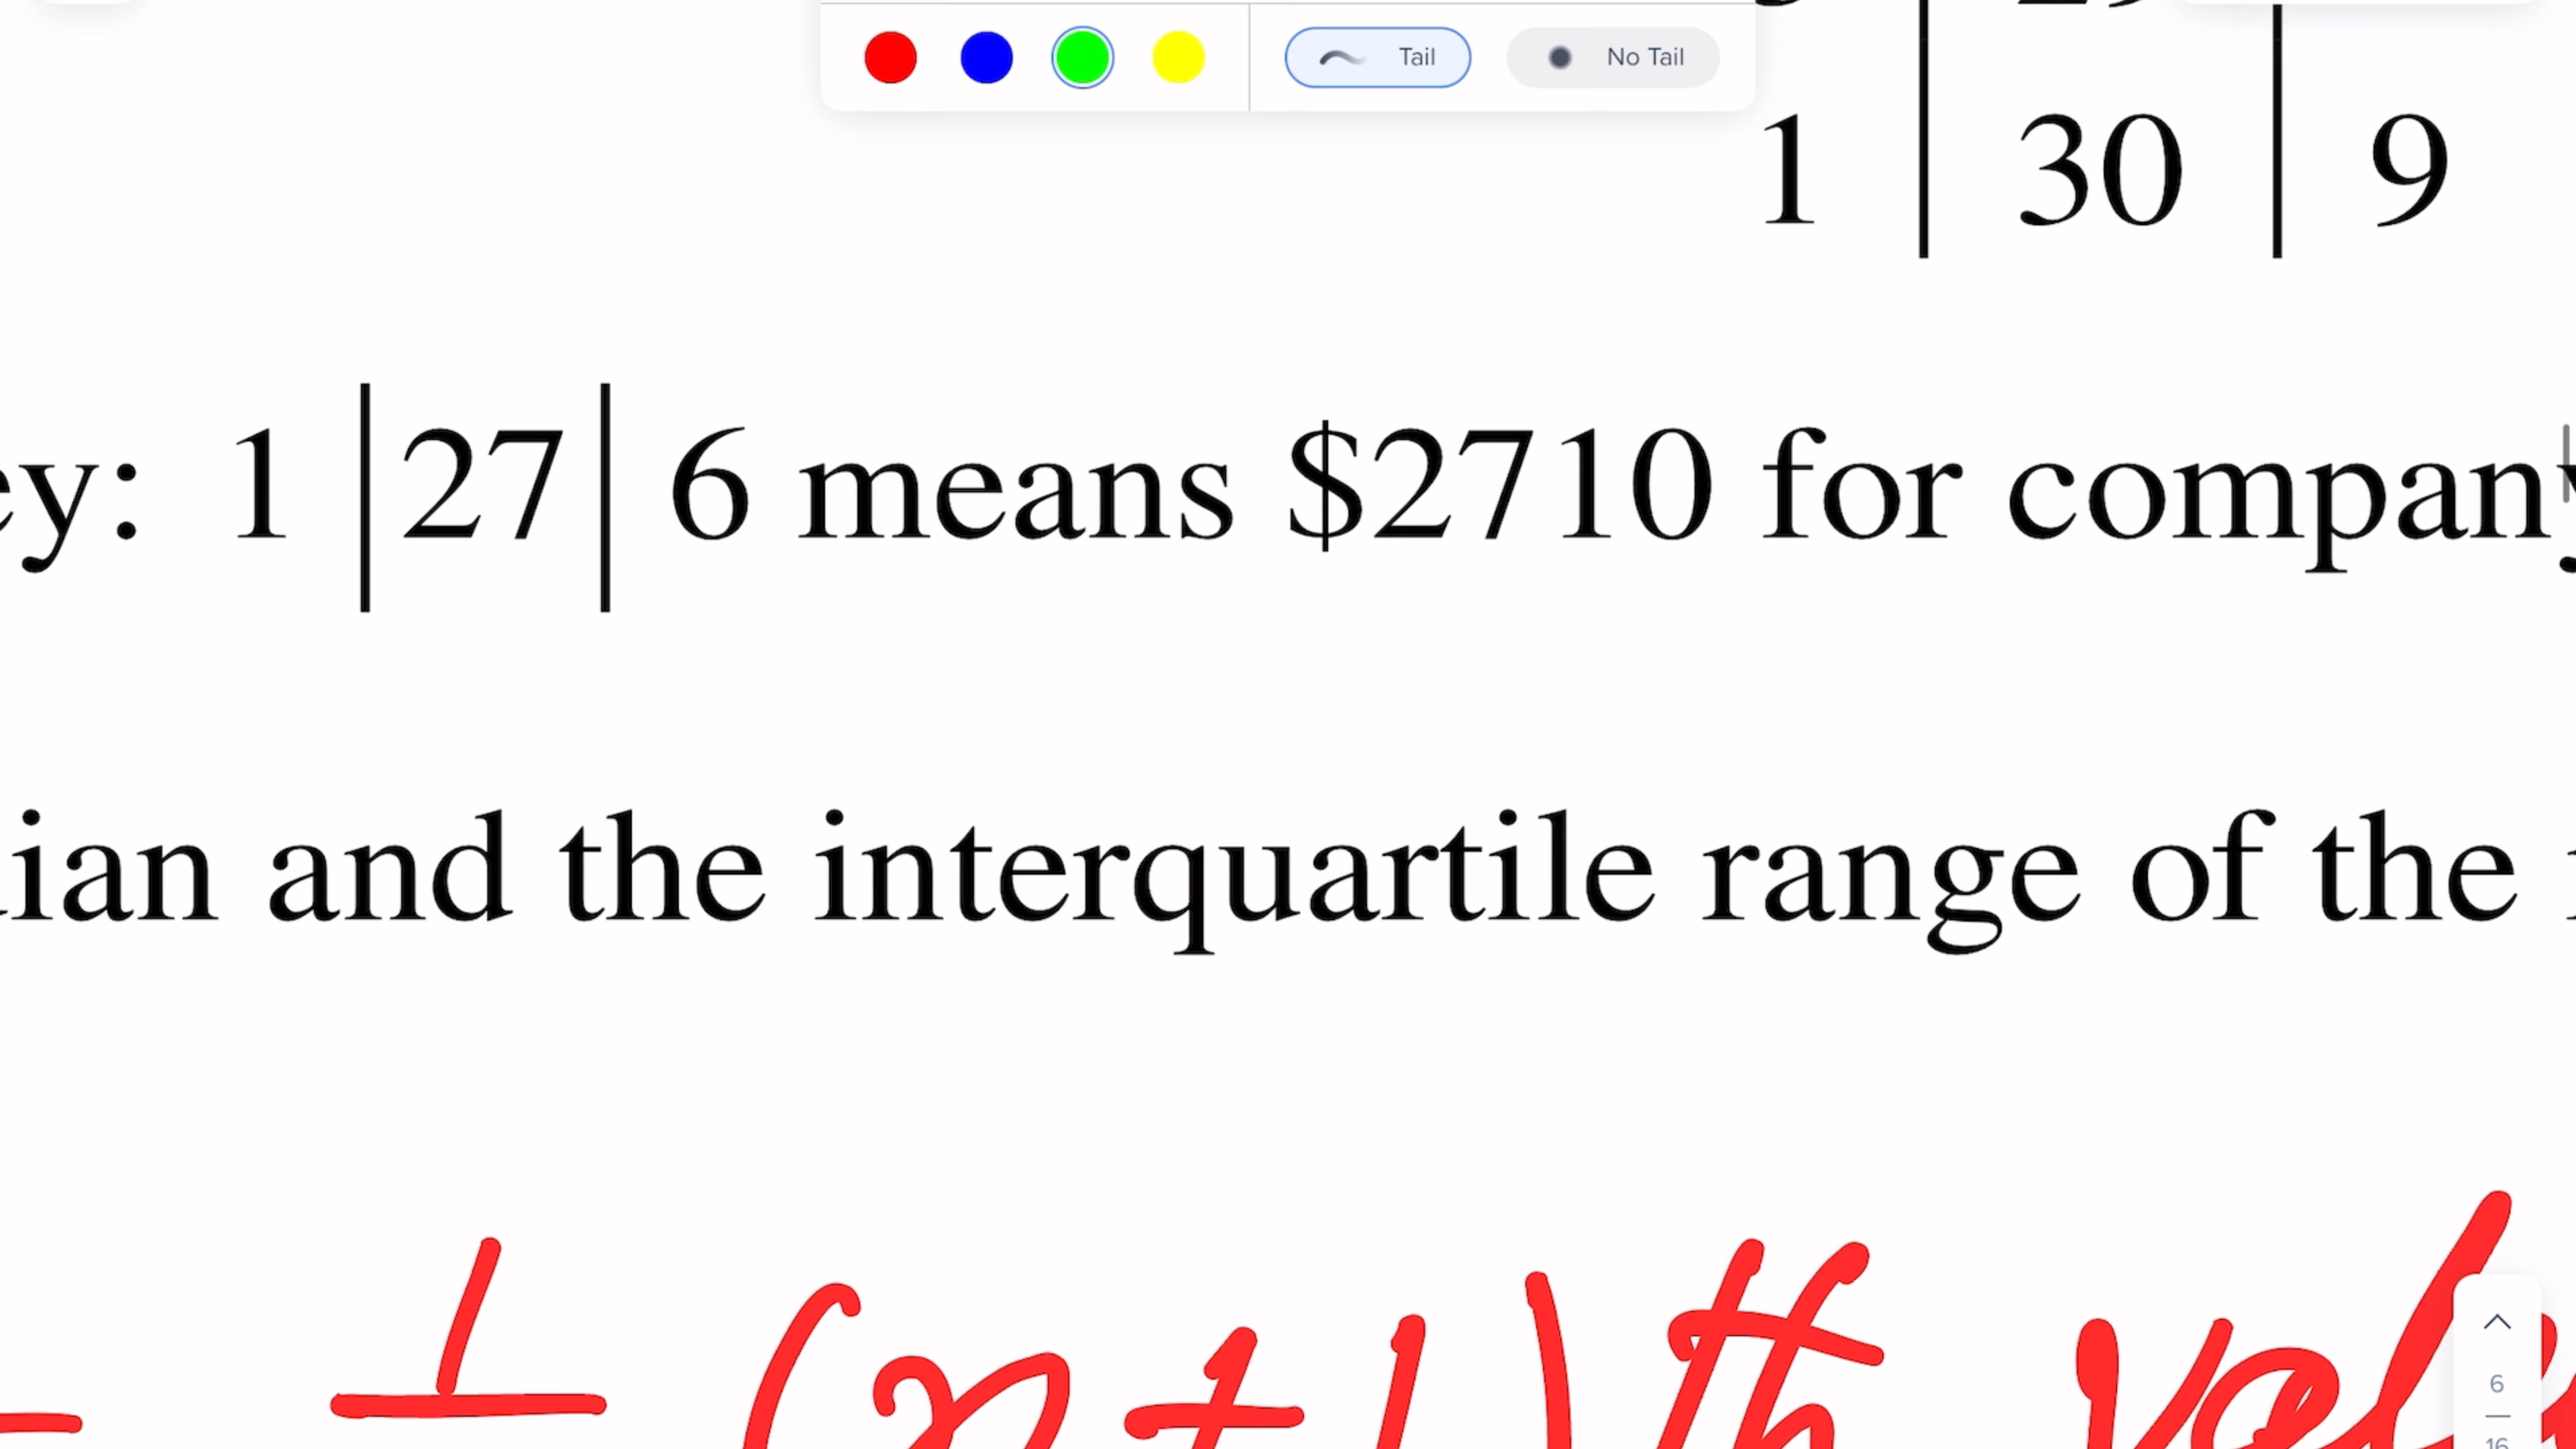 Tail No Tail
1 | 30 | 9
ey: 1 | 27 | 6 means $2710 for company
ian and the interquartile range of the
1 (n+1)th
6
16